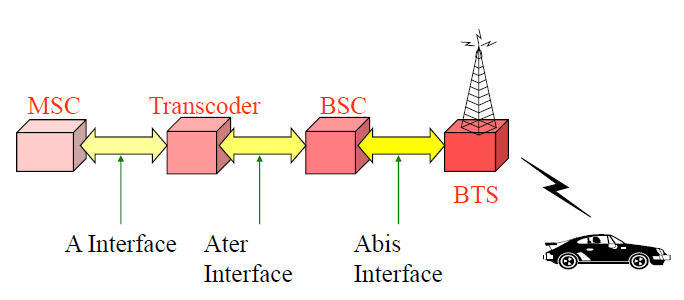 MSC
Transcoder
BSC
BTS
A Interface
Ater
Interface
Abis
Interface